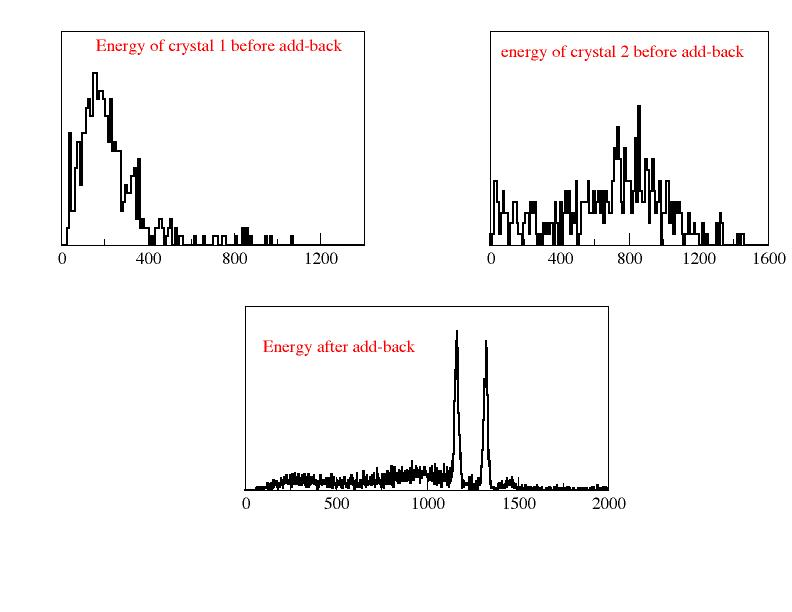 Energy of crystal 1 before add-back
energy of crystal 2 before add-back
0 400 800 1200
0 400 800 1200 1600
Energy after add-back
0 500 1000 1500 2000